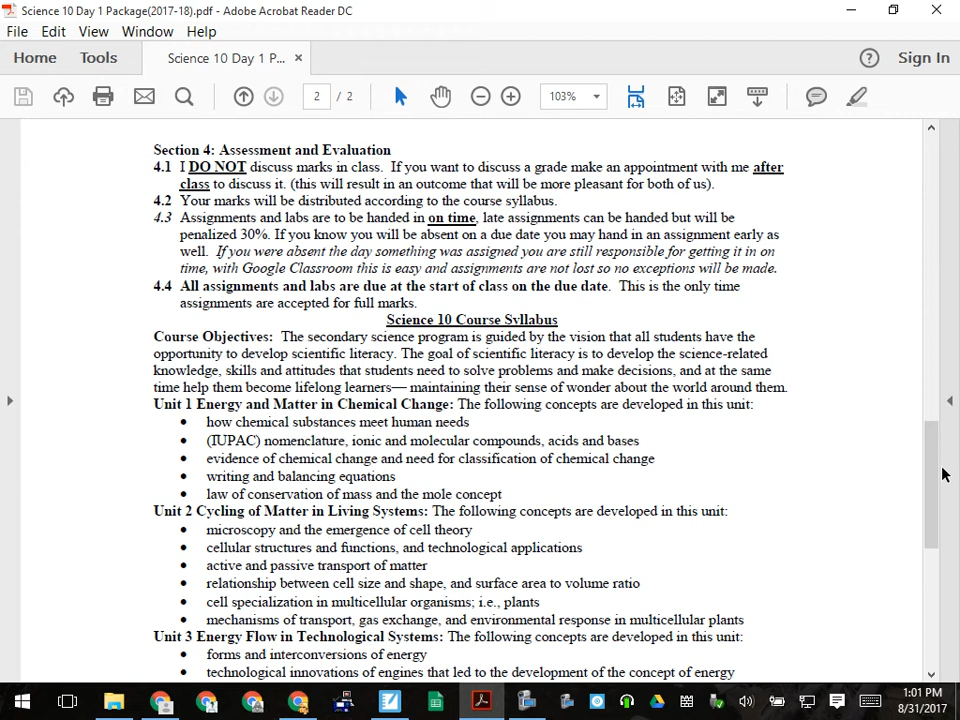 Science 10 Day 1 Package(2017-18).pdf - Adobe Acrobat Reader DC
File Edit View Window Help
Home Tools Science 10 Day 1 P... × Sign In
2 / 2 103%
Section 4: Assessment and Evaluation
4.1 I DO NOT discuss marks in class. If you want to discuss a grade make an appointment with me after
class to discuss it. (this will result in an outcome that will be more pleasant for both of us).
4.2 Your marks will be distributed according to the course syllabus.
4.3 Assignments and labs are to be handed in on time, late assignments can be handed but will be
penalized 30%. If you know you will be absent on a due date you may hand in an assignment early as
well. If you were absent the day something was assigned you are still responsible for getting it in on
time, with Google Classroom this is easy and assignments are not lost so no exceptions will be made.
4.4 All assignments and labs are due at the start of class on the due date. This is the only time
assignments are accepted for full marks.
Science 10 Course Syllabus
Course Objectives: The secondary science program is guided by the vision that all students have the
opportunity to develop scientific literacy. The goal of scientific literacy is to develop the science-related
knowledge, skills and attitudes that students need to solve problems and make decisions, and at the same
time help them become lifelong learners— maintaining their sense of wonder about the world around them.
Unit 1 Energy and Matter in Chemical Change: The following concepts are developed in this unit:
• how chemical substances meet human needs
• (IUPAC) nomenclature, ionic and molecular compounds, acids and bases
• evidence of chemical change and need for classification of chemical change
• writing and balancing equations
• law of conservation of mass and the mole concept
Unit 2 Cycling of Matter in Living Systems: The following concepts are developed in this unit:
• microscopy and the emergence of cell theory
• cellular structures and functions, and technological applications
• active and passive transport of matter
• relationship between cell size and shape, and surface area to volume ratio
• cell specialization in multicellular organisms; i.e., plants
• mechanisms of transport, gas exchange, and environmental response in multicellular plants
Unit 3 Energy Flow in Technological Systems: The following concepts are developed in this unit:
• forms and interconversions of energy
• technological innovations of engines that led to the development of the concept of energy
1:01 PM
8/31/2017